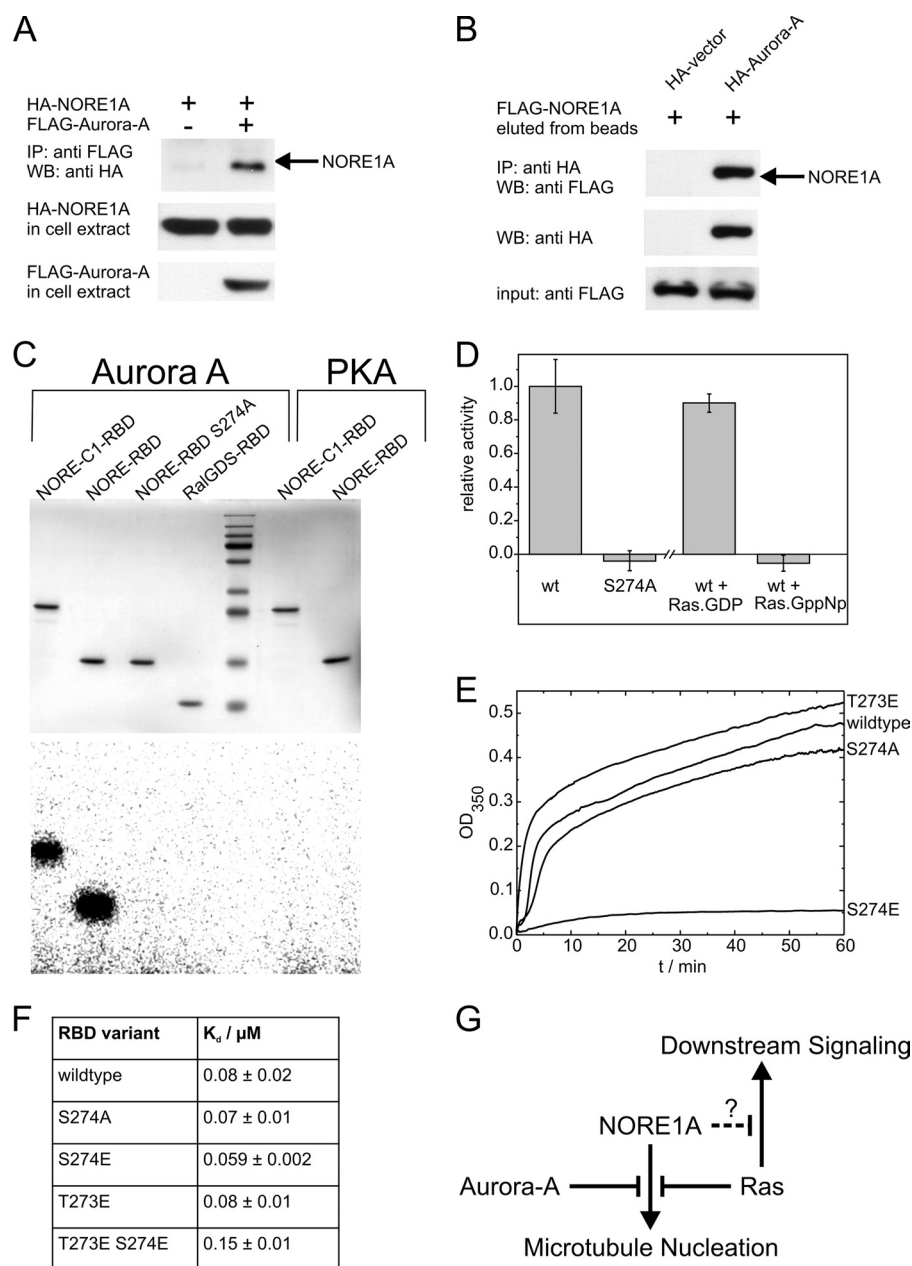 A
HA-NORE1A + +
FLAG-Aurora-A - +
IP: anti FLAG
WB: anti HA
NORE1A
HA-NORE1A
in cell extract
FLAG-Aurora-A
in cell extract
B
HA-vector
HA-Aurora-A
FLAG-NORE1A
eluted from beads
+ +
IP: anti HA
WB: anti FLAG
NORE1A
WB: anti HA
input: anti FLAG
C
Aurora A
PKA
NORE-C1-RBD
NORE-RBD
NORE-RBD S274A
RalGDS-RBD
NORE-C1-RBD
NORE-RBD
D
relative activity
1.0
0.8
0.6
0.4
0.2
0.0
wt
S274A
wt +
Ras.GDP
wt +
Ras.GppNp
E
OD350
0.5
0.4
0.3
0.2
0.1
0.0
0 10 20 30 40 50 60
t / min
T273E
wildtype
S274A
S274E
F
RBD variant Kd / µM
wildtype 0.08 ± 0.02
S274A 0.07 ± 0.01
S274E 0.059 ± 0.002
T273E 0.08 ± 0.01
T273E S274E 0.15 ± 0.01
G
Downstream Signaling
?
NORE1A
Aurora-A
Ras
Microtubule Nucleation